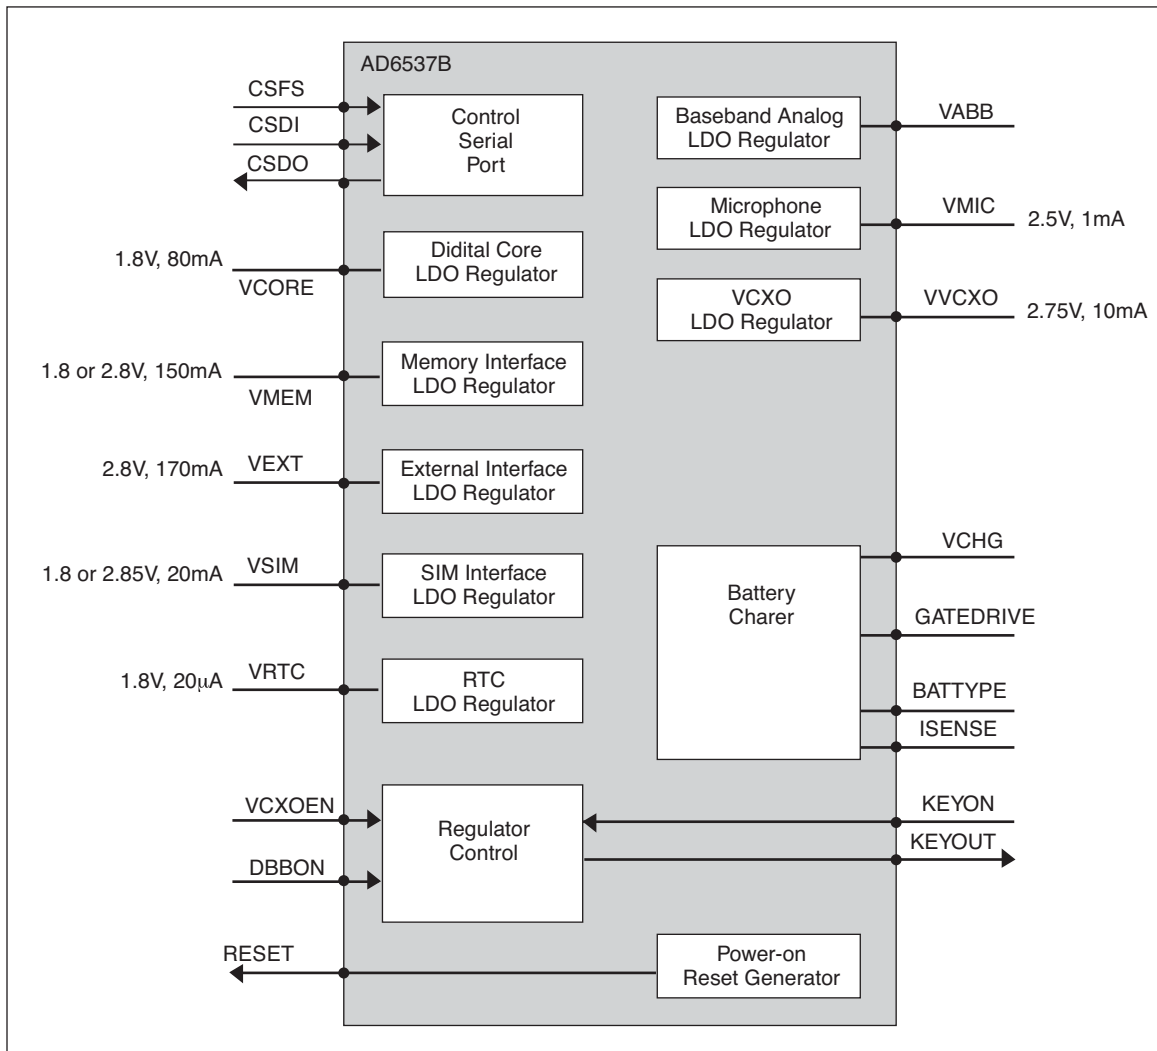 AD6537B
CSFS
CSDI
CSDO
Control
Serial
Port
Baseband Analog
LDO Regulator
VABB
Microphone
LDO Regulator
VMIC
2.5V, 1mA
1.8V, 80mA
VCORE
Didital Core
LDO Regulator
VCXO
LDO Regulator
VVCXO
2.75V, 10mA
1.8 or 2.8V, 150mA
VMEM
Memory Interface
LDO Regulator
2.8V, 170mA
VEXT
External Interface
LDO Regulator
1.8 or 2.85V, 20mA
VSIM
SIM Interface
LDO Regulator
Battery
Charer
VCHG
GATEDRIVE
BATTYPE
ISENSE
1.8V, 20µA
VRTC
RTC
LDO Regulator
VCXOEN
DBBON
Regulator
Control
KEYON
KEYOUT
RESET
Power-on
Reset Generator